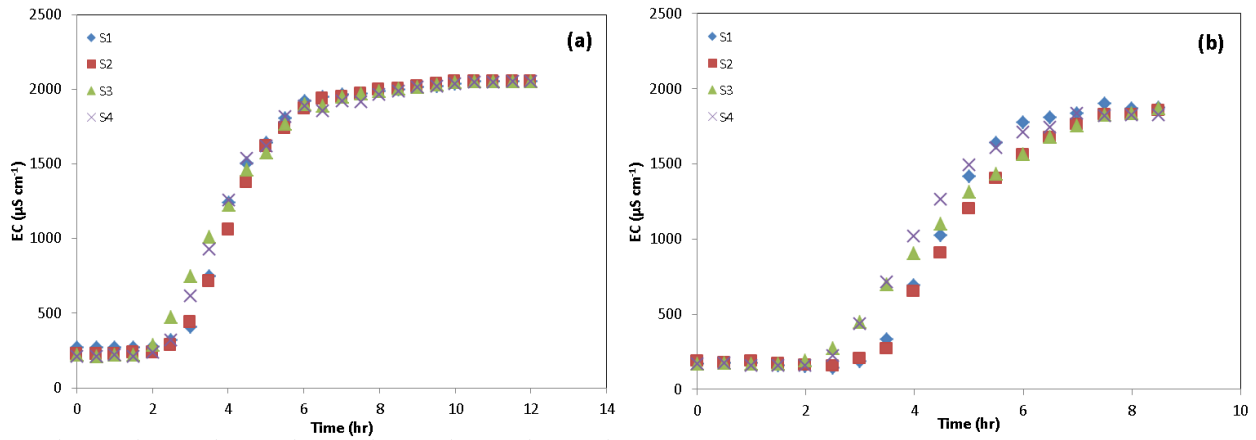 2500
2000
1500
1000
500
0
EC (µS cm⁻¹)
S1
S2
S3
S4
(a)
0 2 4 6 8 10 12 14
Time (hr)
2500
2000
1500
1000
500
0
EC (µS cm⁻¹)
S1
S2
S3
S4
(b)
0 2 4 6 8 10
Time (hr)